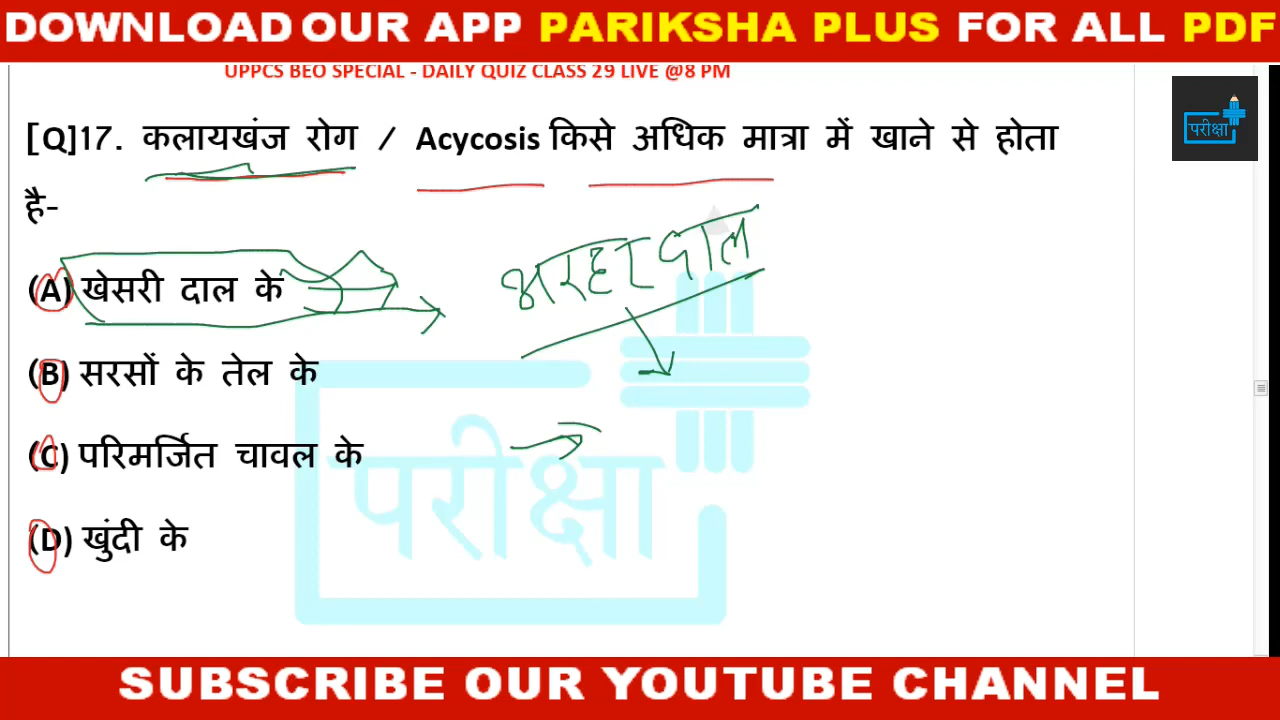 DOWNLOAD OUR APP PARIKSHA PLUS FOR ALL PDF
UPPCS BEO SPECIAL - DAILY QUIZ CLASS 29 LIVE @8 PM
परीक्षा
[Q]17. कलायखंज रोग / Acycosis किसे अधिक मात्रा में खाने से होता
है-
अरहर दाल
(A) खेसरी दाल के
(B) सरसों के तेल के
(C) परिमर्जित चावल के
(D) खुंदी के
परीक्षा
SUBSCRIBE OUR YOUTUBE CHANNEL